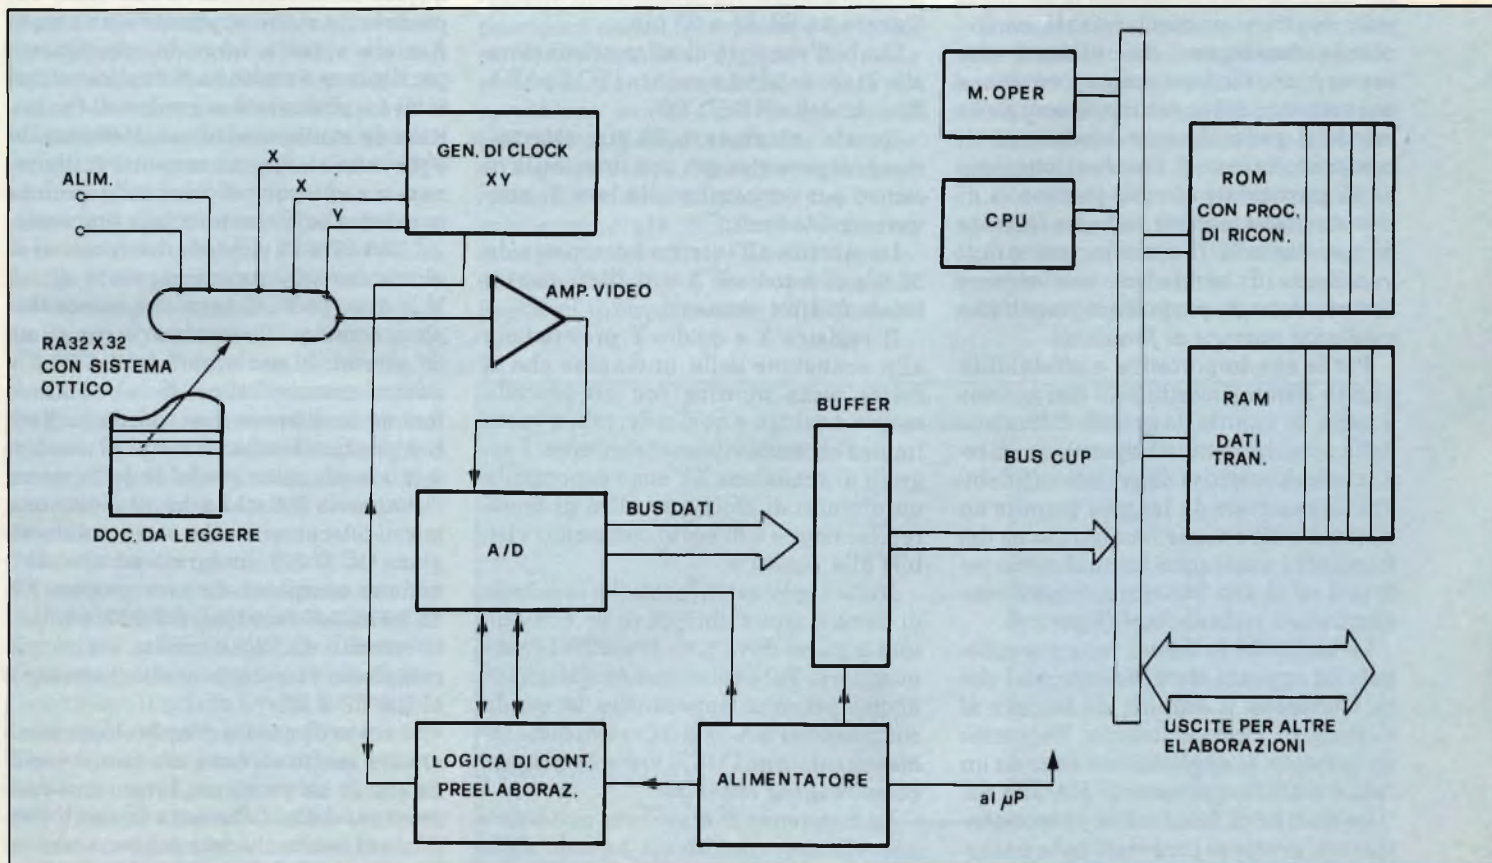 ALIM.
X
X
Y
GEN. DI CLOCK
XY
AMP. VIDEO
RA32X32
CON SISTEMA
OTTICO
DOC. DA LEGGERE
A/D
BUS DATI
BUFFER
BUS CUP
LOGICA DI CONT.
PREELABORAZ.
ALIMENTATORE
al μP
M. OPER
CPU
ROM
CON PROC.
DI RICON.
RAM
DATI
TRAN.
USCITE PER ALTRE
ELABORAZIONI